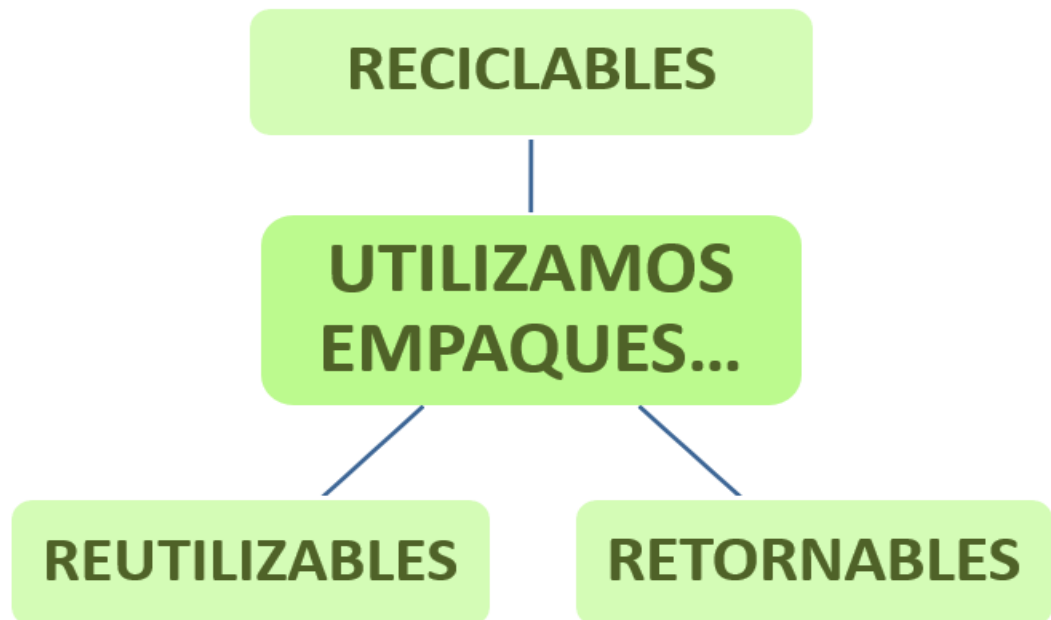 RECICLABLES
UTILIZAMOS
EMPAQUES...
REUTILIZABLES
RETORNABLES